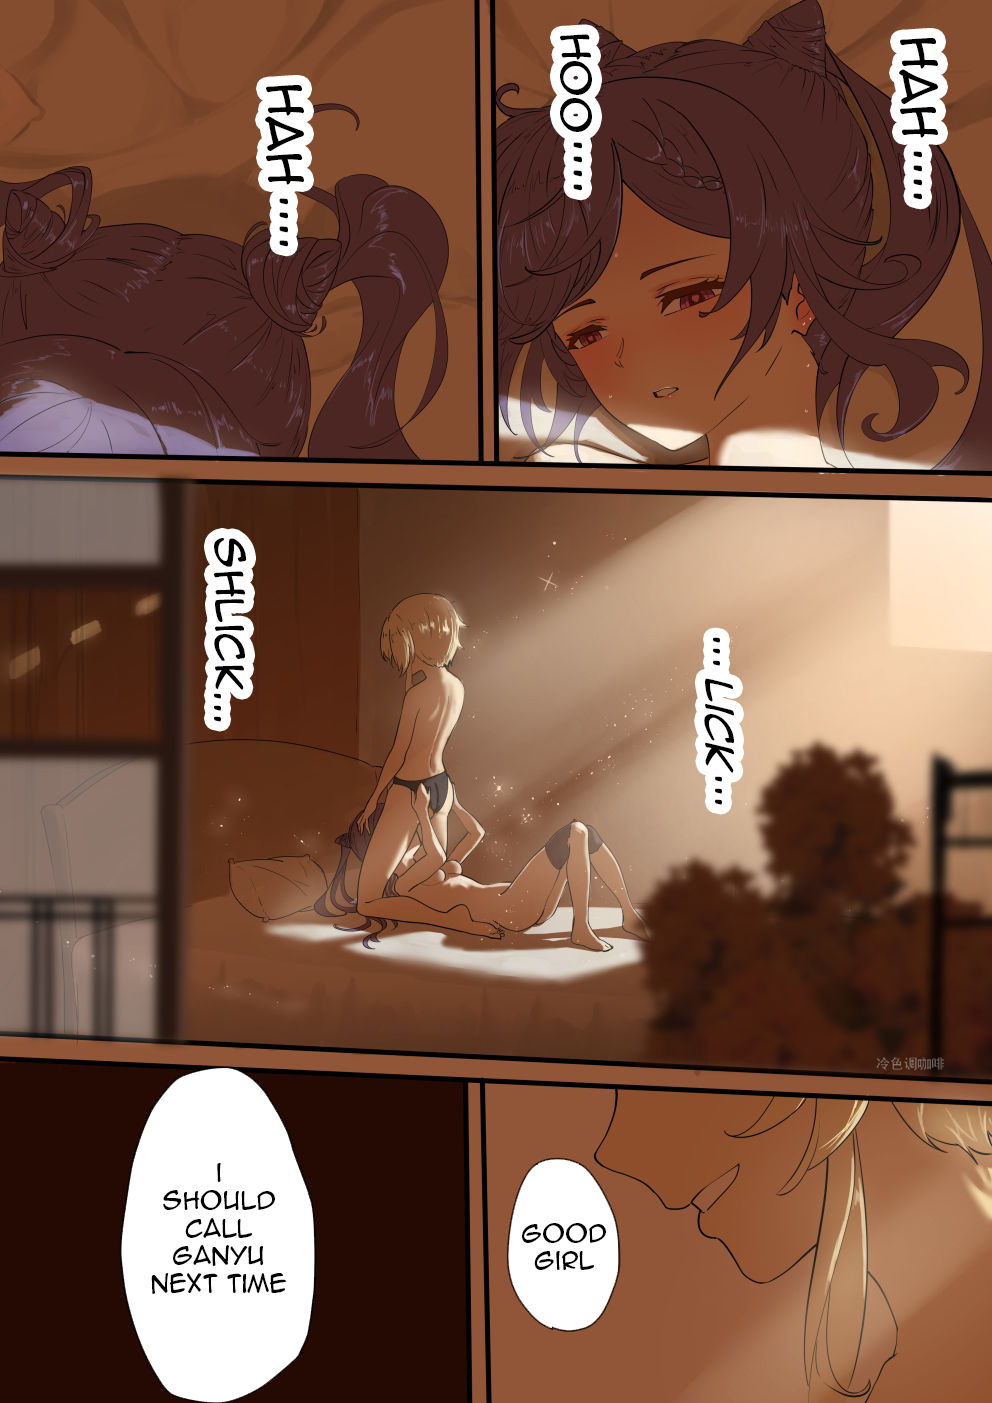 HAH......
HOO......
HAH......
....LICK...
SHLICK...
冷色调咖啡
GOOD
GIRL
I
SHOULD
CALL
GANYU
NEXT TIME